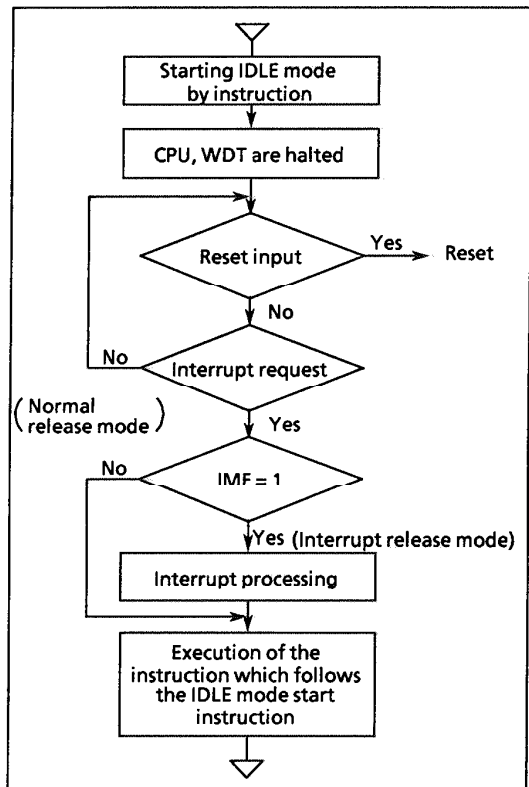 Starting IDLE mode
by instruction
CPU, WDT are halted
Reset input
Yes
Reset
No
No
Interrupt request
(Normal
release mode)
Yes
No
IMF = 1
Yes (Interrupt release mode)
Interrupt processing
Execution of the
instruction which follows
the IDLE mode start
instruction